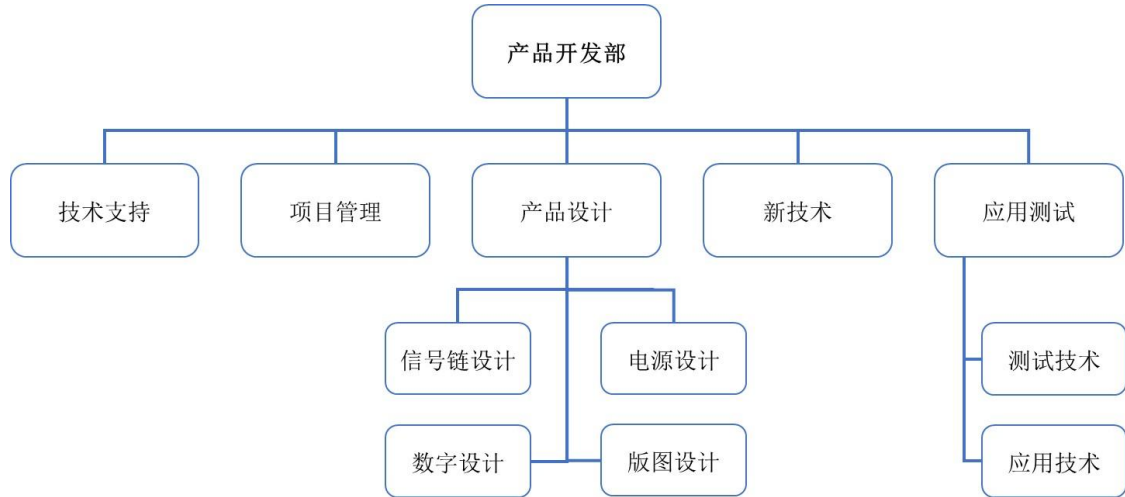 产品开发部
技术支持
项目管理
产品设计
新技术
应用测试
信号链设计
电源设计
测试技术
数字设计
版图设计
应用技术